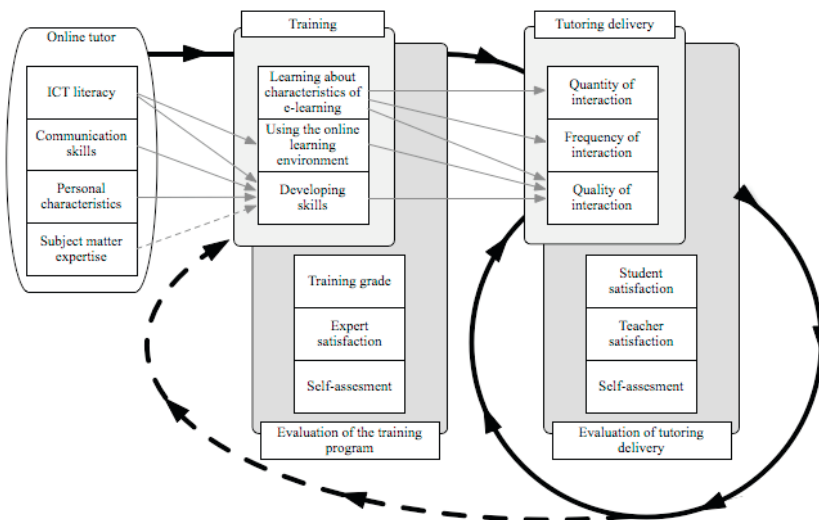 Online tutor
ICT literacy
Communication
skills
Personal
characteristics
Subject matter
expertise
Training
Learning about
characteristics of
e-learning
Using the online
learning
environment
Developing
skills
Training grade
Expert
satisfaction
Self-assesment
Evaluation of the training
program
Tutoring delivery
Quantity of
interaction
Frequency of
interaction
Quality of
interaction
Student
satisfaction
Teacher
satisfaction
Self-assesment
Evaluation of tutoring
delivery